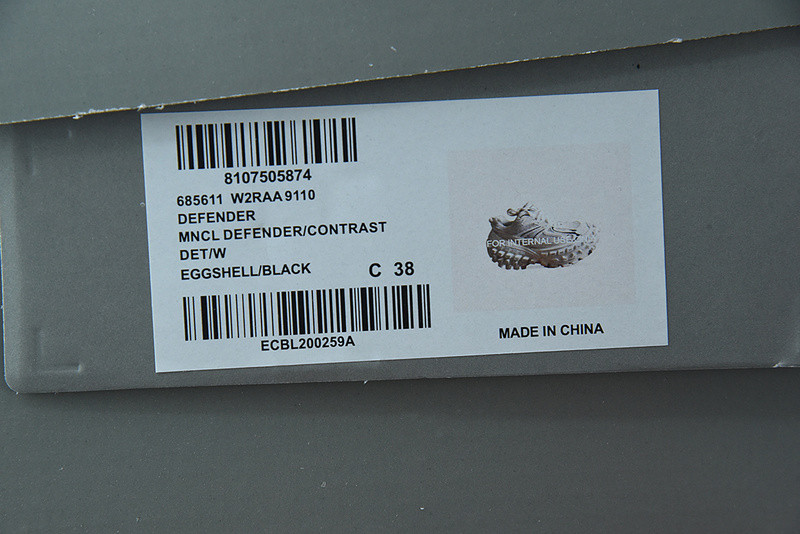 8107505874
685611 W2RAA 9110
DEFENDER
MNCL DEFENDER/CONTRAST
DET/W
EGGSHELL/BLACK C 38
ECBL200259A
FOR INTERNAL USE
MADE IN CHINA